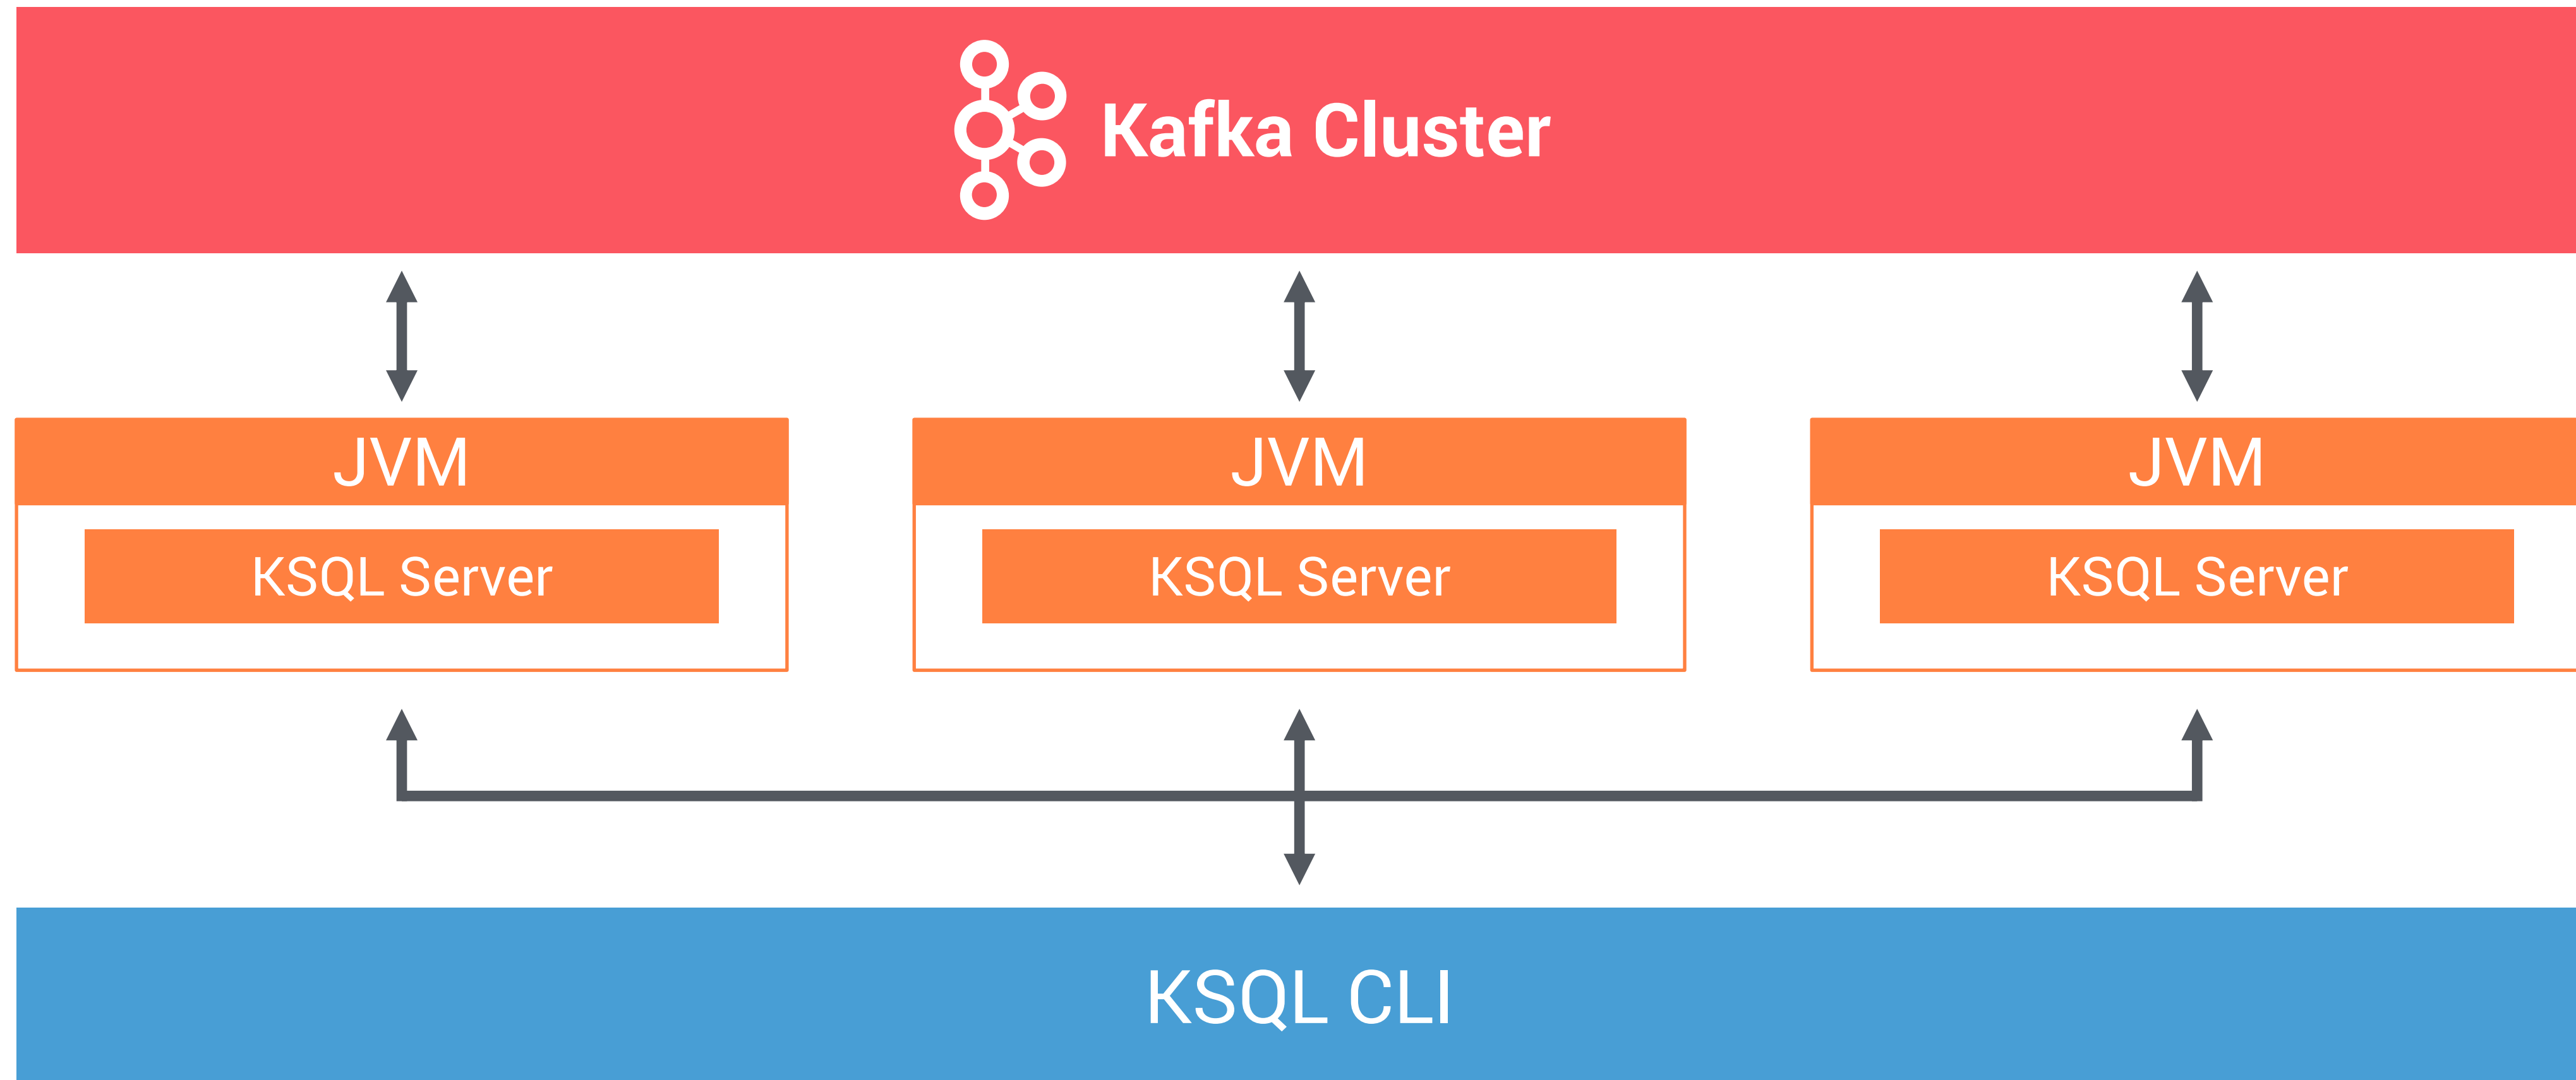 Kafka Cluster
JVM
JVM
JVM
KSQL Server
KSQL Server
KSQL Server
KSQL CLI